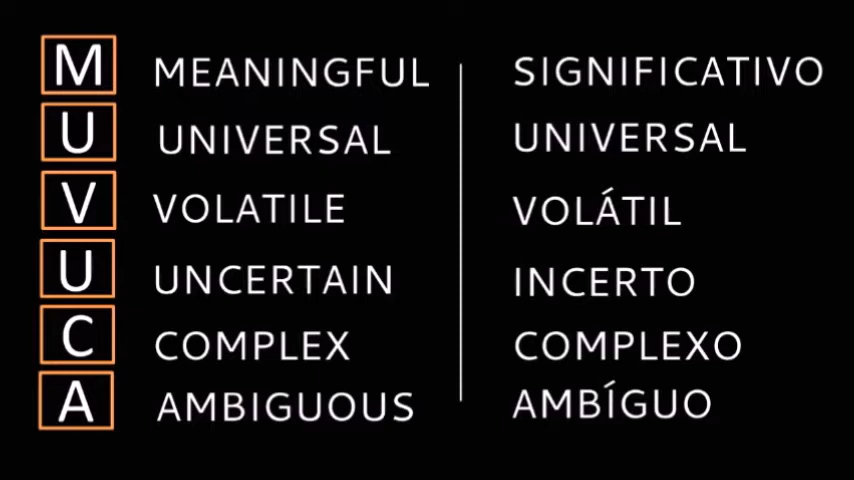 M MEANINGFUL SIGNIFICATIVO
U UNIVERSAL UNIVERSAL
V VOLATILE VOLÁTIL
U UNCERTAIN INCERTO
C COMPLEX COMPLEXO
A AMBIGUOUS AMBÍGUO